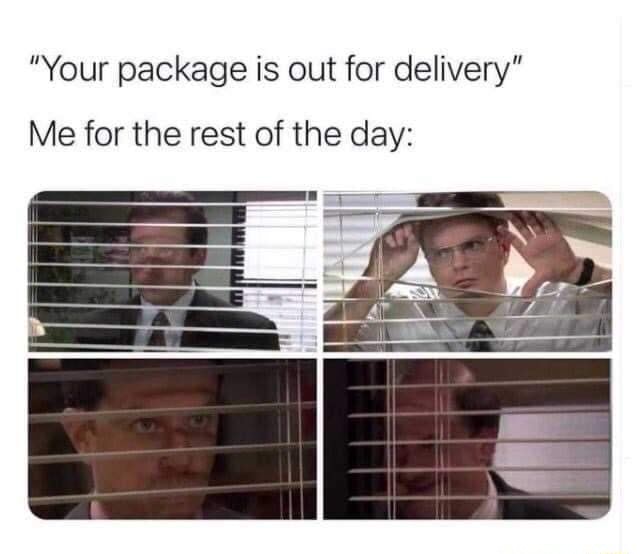 "Your package is out for delivery"
Me for the rest of the day: